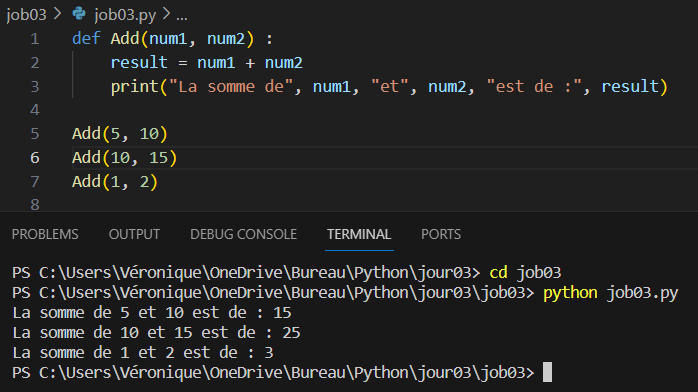 job03 > job03.py > ...
1 def Add(num1, num2) :
2     result = num1 + num2
3     print("La somme de", num1, "et", num2, "est de :", result)
4
5 Add(5, 10)
6 Add(10, 15)
7 Add(1, 2)
8
PROBLEMS OUTPUT DEBUG CONSOLE TERMINAL PORTS
PS C:\Users\Véronique\OneDrive\Bureau\Python\jour03> cd job03
PS C:\Users\Véronique\OneDrive\Bureau\Python\jour03\job03> python job03.py
La somme de 5 et 10 est de : 15
La somme de 10 et 15 est de : 25
La somme de 1 et 2 est de : 3
PS C:\Users\Véronique\OneDrive\Bureau\Python\jour03\job03>